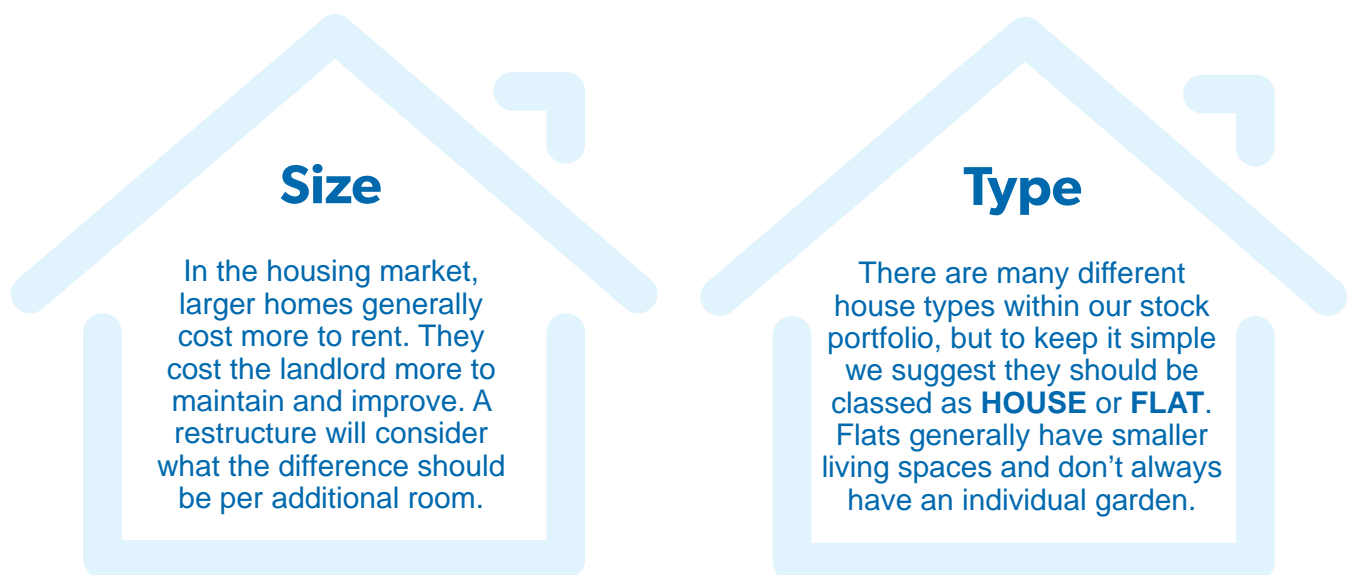 Size
In the housing market,
larger homes generally
cost more to rent. They
cost the landlord more to
maintain and improve. A
restructure will consider
what the difference should
be per additional room.
Type
There are many different
house types within our stock
portfolio, but to keep it simple
we suggest they should be
classed as HOUSE or FLAT.
Flats generally have smaller
living spaces and don’t always
have an individual garden.